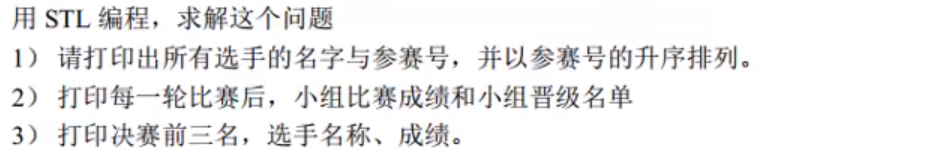 用 STL 编程，求解这个问题
1） 请打印出所有选手的名字与参赛号，并以参赛号的升序排列。
2） 打印每一轮比赛后，小组比赛成绩和小组晋级名单
3） 打印决赛前三名，选手名称、成绩。